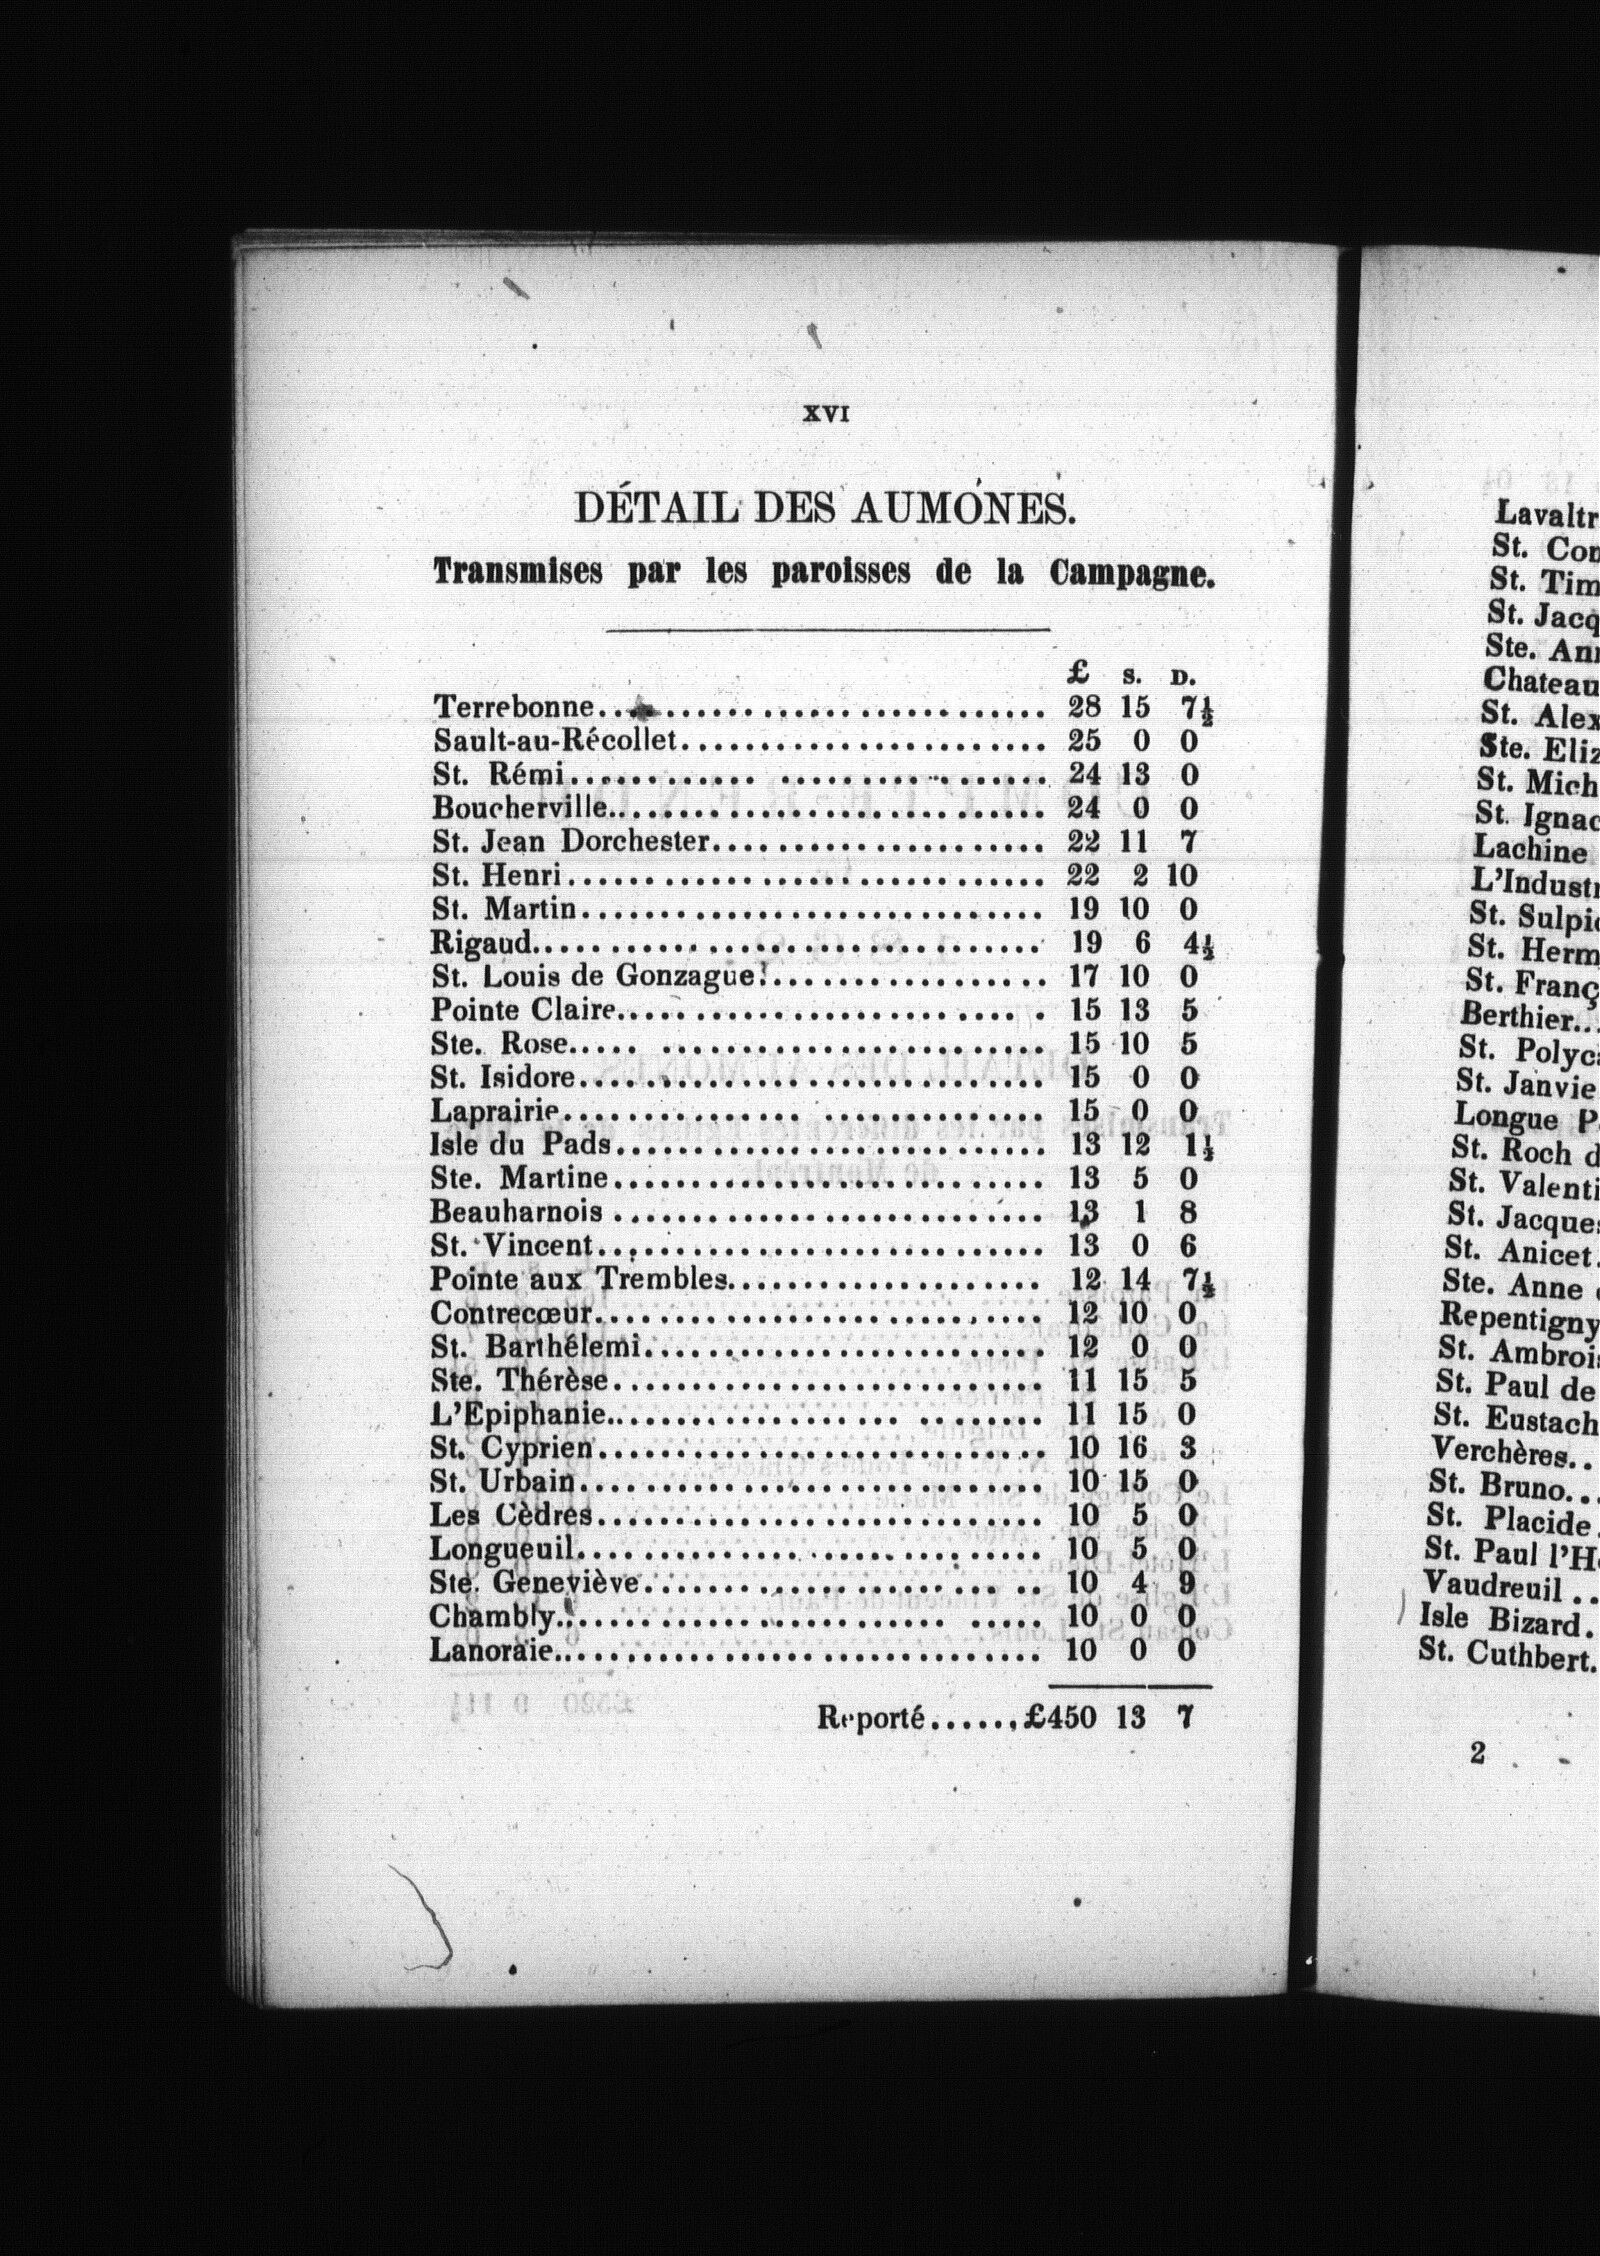 XVI
DÉTAIL DES AUMÔNES.
Transmises par les paroisses de la Campagne.
£ S. D.
Terrebonne.................................. 28 15 7½
Sault-au-Récollet........................ 25 0 0
St. Rémi............ ................ 24 13 0
Boucherville............................ 24 0 0
St. Jean Dorchester..................... 22 11 7
St. Henri............................. 22 2 10
St. Martin............................ 19 10 0
Rigaud................................ 19 6 4½
St. Louis de Gonzague.................. 17 10 0
Pointe Claire.......................... . 15 13 5
Ste. Rose..... ....................... 15 10 5
St. Isidore............................ 15 0 0
Laprairie............................. 15 0 0
Isle du Pads........................... 13 12 1½
Ste. Martine.......................... 13 5 0
Beauharnois .......................... 13 1 8
St. Vincent........................... 13 0 6
Pointe aux Trembles................... 12 14 7½
Contrecœur........................... 12 10 0
St. Barthélemi........................ 12 0 0
Ste. Thérèse.......................... 11 15 5
L'Epiphanie.................. ........ 11 15 0
St. Cyprien........................... 10 16 3
St. Urbain............................ 10 15 0
Les Cèdres........................... 10 5 0
Longueuil............................ 10 5 0
Ste. Geneviève.................... .. 10 4 9
Chambly........................ ..... 10 0 0
Lanoraie.............................. 10 0 0
Reporté......£450 13 7
Lavaltr
St. Con
St. Tim
St. Jacq
Ste. Ann
Chateau
St. Alex
Ste. Eliz
St. Mich
St. Ignac
Lachine
L'Industr
St. Sulpic
St. Herm
St. Franç
Berthier...
St. Polyca
St. Janvie
Longue P
St. Roch d
St. Valenti
St. Jacques
St. Anicet.
Ste. Anne
Repentigny
St. Ambrois
St. Paul de
St. Eustach
Verchères..
St. Bruno...
St. Placide.
St. Paul l'H
Vaudreuil ..
Isle Bizard.
St. Cuthbert.
2